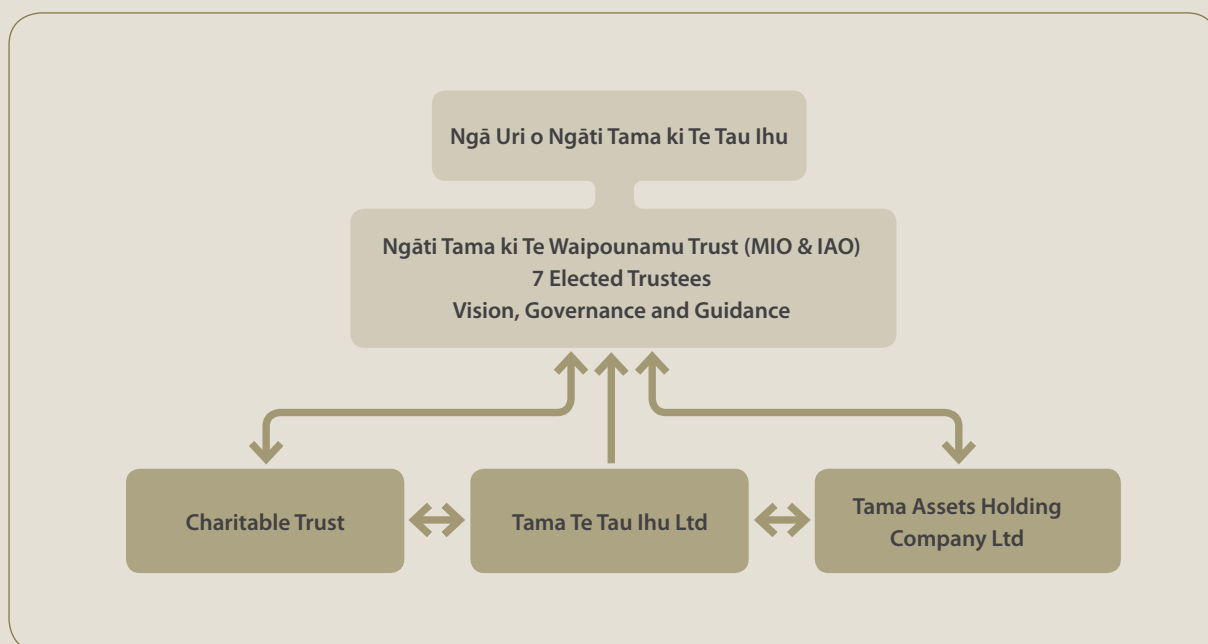 Ngā Uri o Ngāti Tama ki Te Tau Ihu
Ngāti Tama ki Te Waipounamu Trust (MIO & IAO)
7 Elected Trustees
Vision, Governance and Guidance
Charitable Trust
Tama Te Tau Ihu Ltd
Tama Assets Holding
Company Ltd